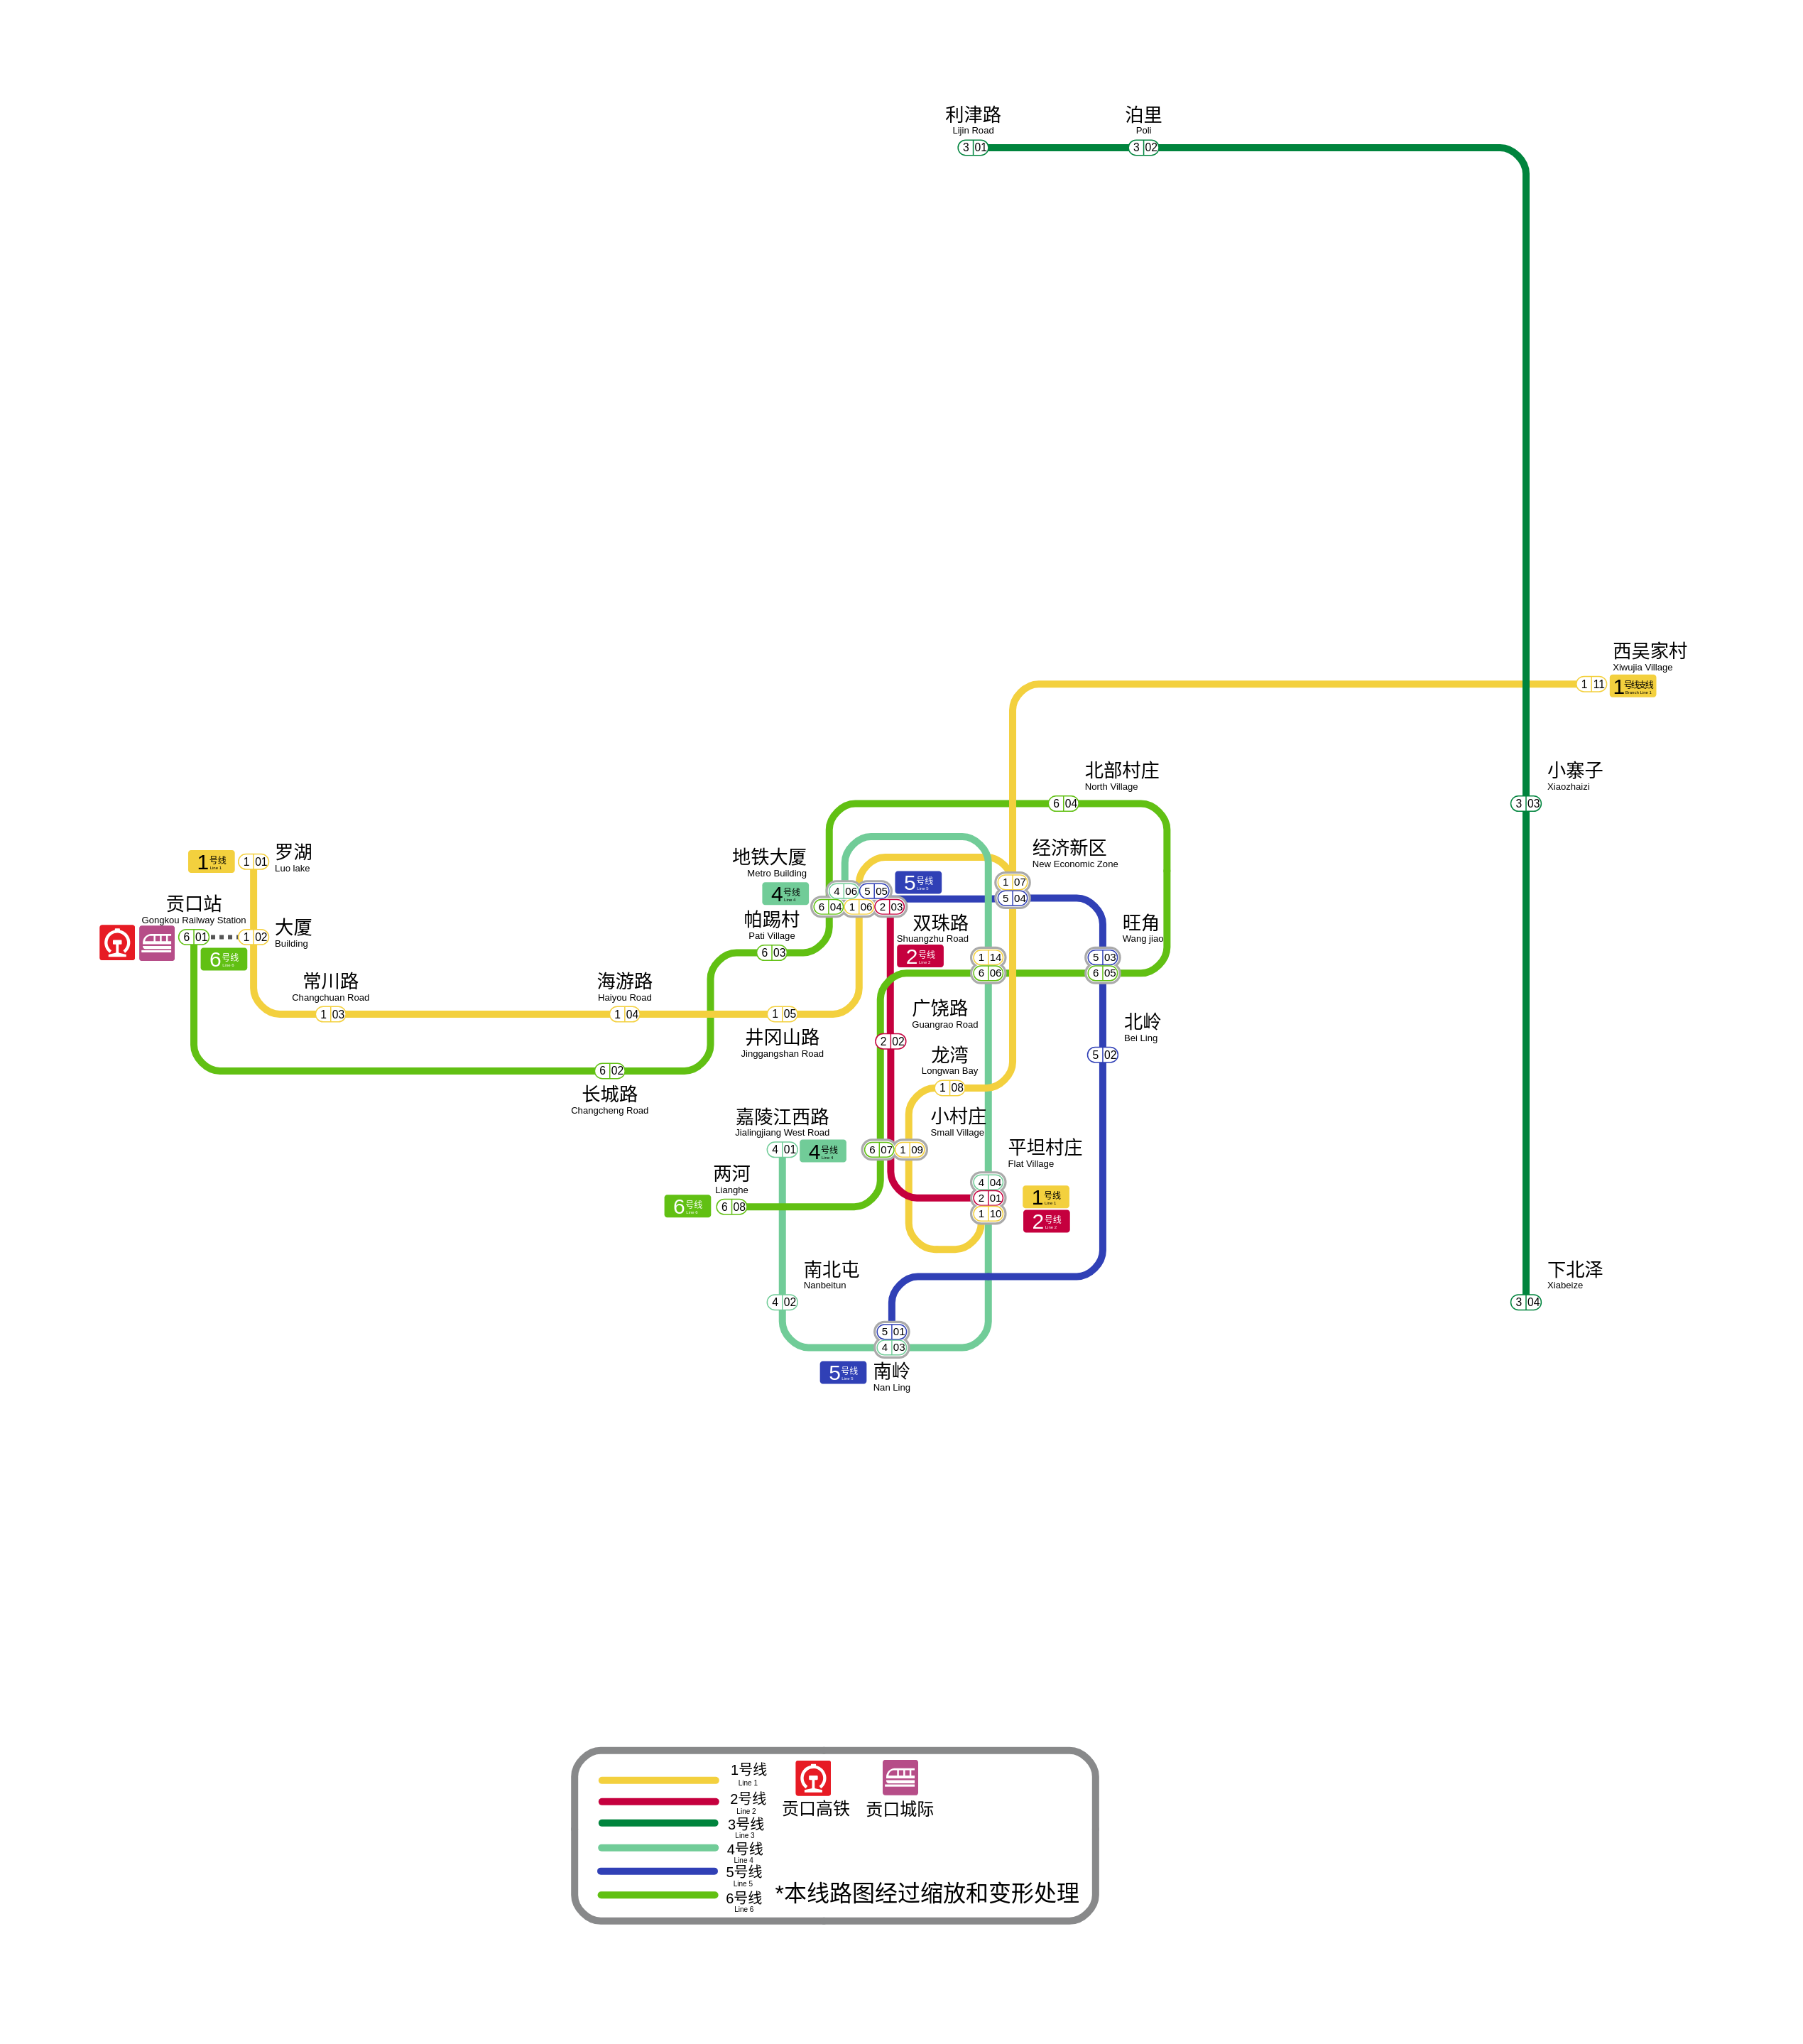 利津路
Lijin Road
3 01
泊里
Poli
3 02
西吴家村
Xiwujia Village
1 11
1 号线支线
Branch Line 1
北部村庄
North Village
6 04
小寨子
Xiaozhaizi
3 03
罗湖
Luo lake
1 号线
Line 1
1 01
地铁大厦
Metro Building
4 号线
Line 4
4 06
5 05
5 号线
Line 5
6 04
1 06
2 03
经济新区
New Economic Zone
1 07
5 04
贡口站
Gongkou Railway Station
6 01
6 号线
Line 6
大厦
Building
1 02
帕踢村
Pati Village
6 03
双珠路
Shuangzhu Road
2 号线
Line 2
1 14
6 06
旺角
Wang jiao
5 03
6 05
常川路
Changchuan Road
1 03
海游路
Haiyou Road
1 04
1 05
井冈山路
Jinggangshan Road
广饶路
Guangrao Road
2 02
北岭
Bei Ling
5 02
龙湾
Longwan Bay
1 08
6 02
长城路
Changcheng Road
嘉陵江西路
Jialingjiang West Road
4 01
4 号线
Line 4
小村庄
Small Village
6 07
1 09
平坦村庄
Flat Village
4 04
2 01
1 10
1 号线
Line 1
2 号线
Line 2
两河
Lianghe
6 号线
Line 6
6 08
南北屯
Nanbeitun
4 02
下北泽
Xiabeize
3 04
5 01
4 03
5 号线
Line 5
南岭
Nan Ling
1号线
Line 1
2号线
Line 2
3号线
Line 3
4号线
Line 4
5号线
Line 5
6号线
Line 6
贡口高铁
贡口城际
*本线路图经过缩放和变形处理